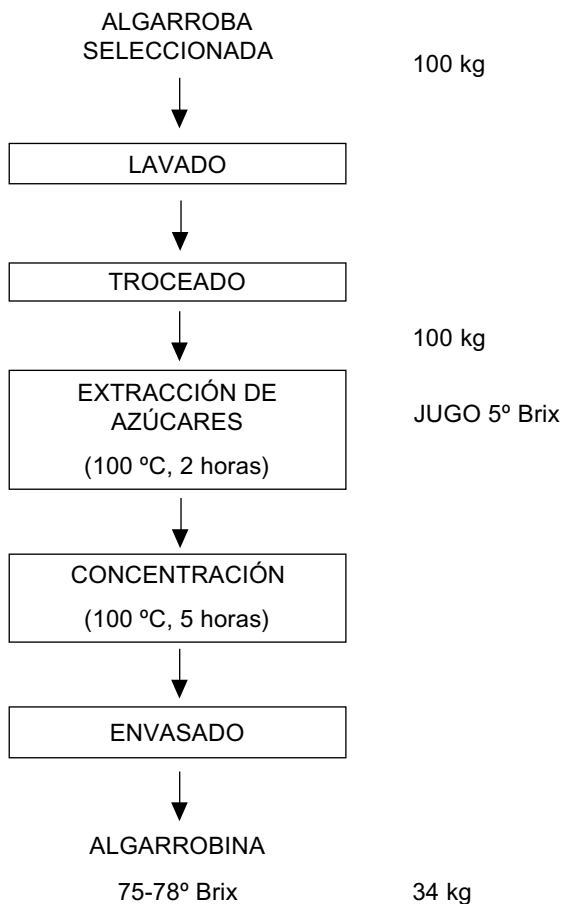 ALGARROBA
SELECCIONADA
100 kg
LAVADO
TROCEADO
100 kg
EXTRACCIÓN DE
AZÚCARES
(100 ºC, 2 horas)
JUGO 5º Brix
CONCENTRACIÓN
(100 ºC, 5 horas)
ENVASADO
ALGARROBINA
75-78º Brix
34 kg